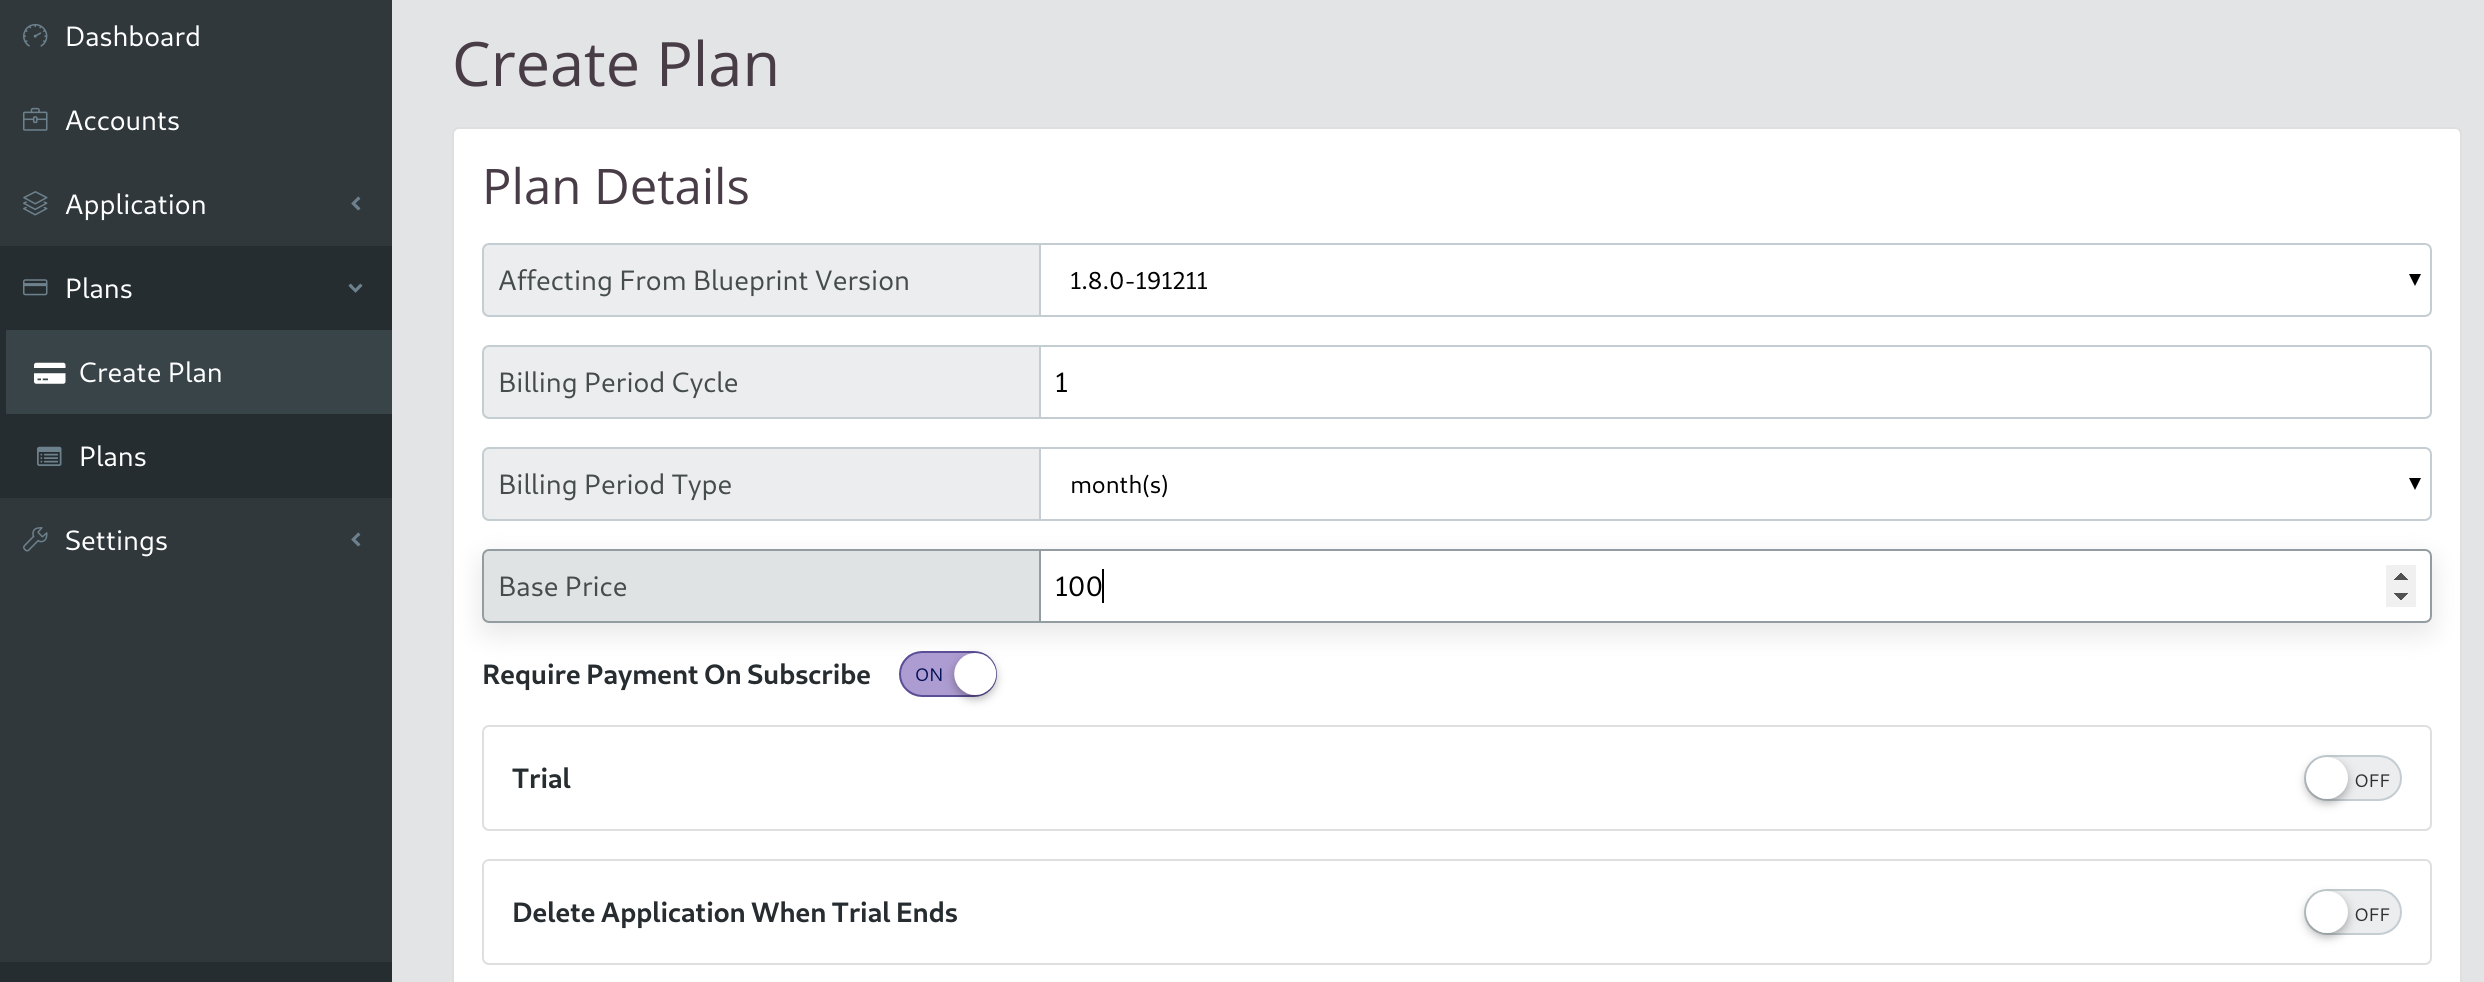 Dashboard
Accounts
Application
Plans
Create Plan
Plans
Settings
Create Plan
Plan Details
Affecting From Blueprint Version 1.8.0-191211
Billing Period Cycle 1
Billing Period Type month(s)
Base Price 100
Require Payment On Subscribe ON
Trial OFF
Delete Application When Trial Ends OFF